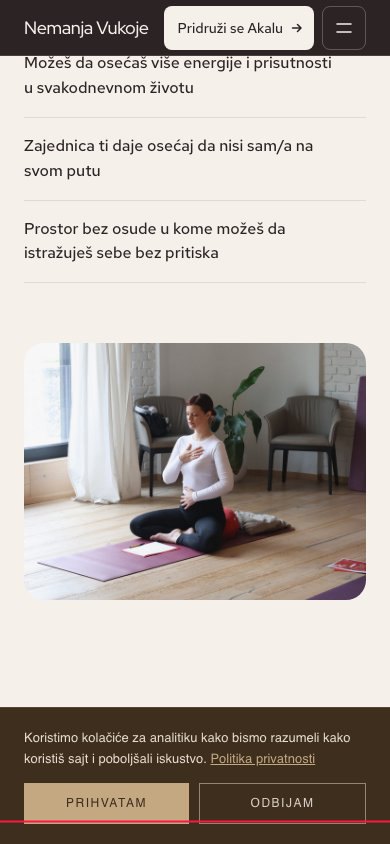 Nemanja Vukoje
Pridruži se Akalu →
Možeš da osećaš više energije i prisutnosti
u svakodnevnom životu
Zajednica ti daje osećaj da nisi sam/a na
svom putu
Prostor bez osude u kome možeš da
istražuješ sebe bez pritiska
Koristimo kolačiće za analitiku kako bismo razumeli kako
koristiš sajt i poboljšali iskustvo. Politika privatnosti
PRIHVATAM
ODBIJAM